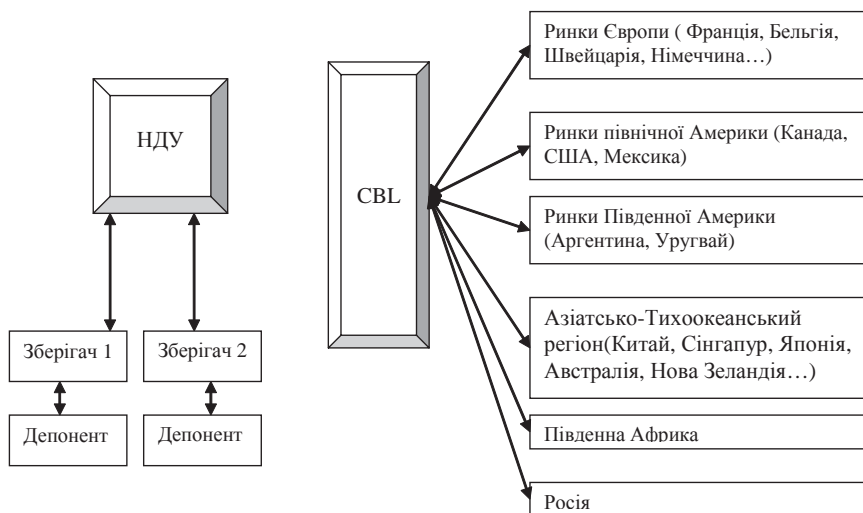 НДУ
Зберігач 1
Зберігач 2
Депонент
Депонент
CBL
Ринки Європи ( Франція, Бельгія,
Швейцарія, Німеччина…)
Ринки північної Америки (Канада,
США, Мексика)
Ринки Південної Америки
(Аргентина, Уругвай)
Азіатсько-Тихоокеанський
регіон(Китай, Сінгапур, Японія,
Австралія, Нова Зеландія…)
Південна Африка
Росія